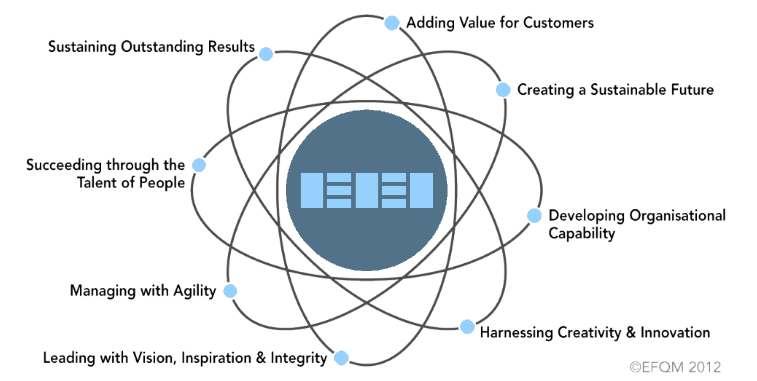 Adding Value for Customers
Sustaining Outstanding Results
Creating a Sustainable Future
Succeeding through the
Talent of People
Developing Organisational
Capability
Managing with Agility
Harnessing Creativity & Innovation
Leading with Vision, Inspiration & Integrity
©EFQM 2012